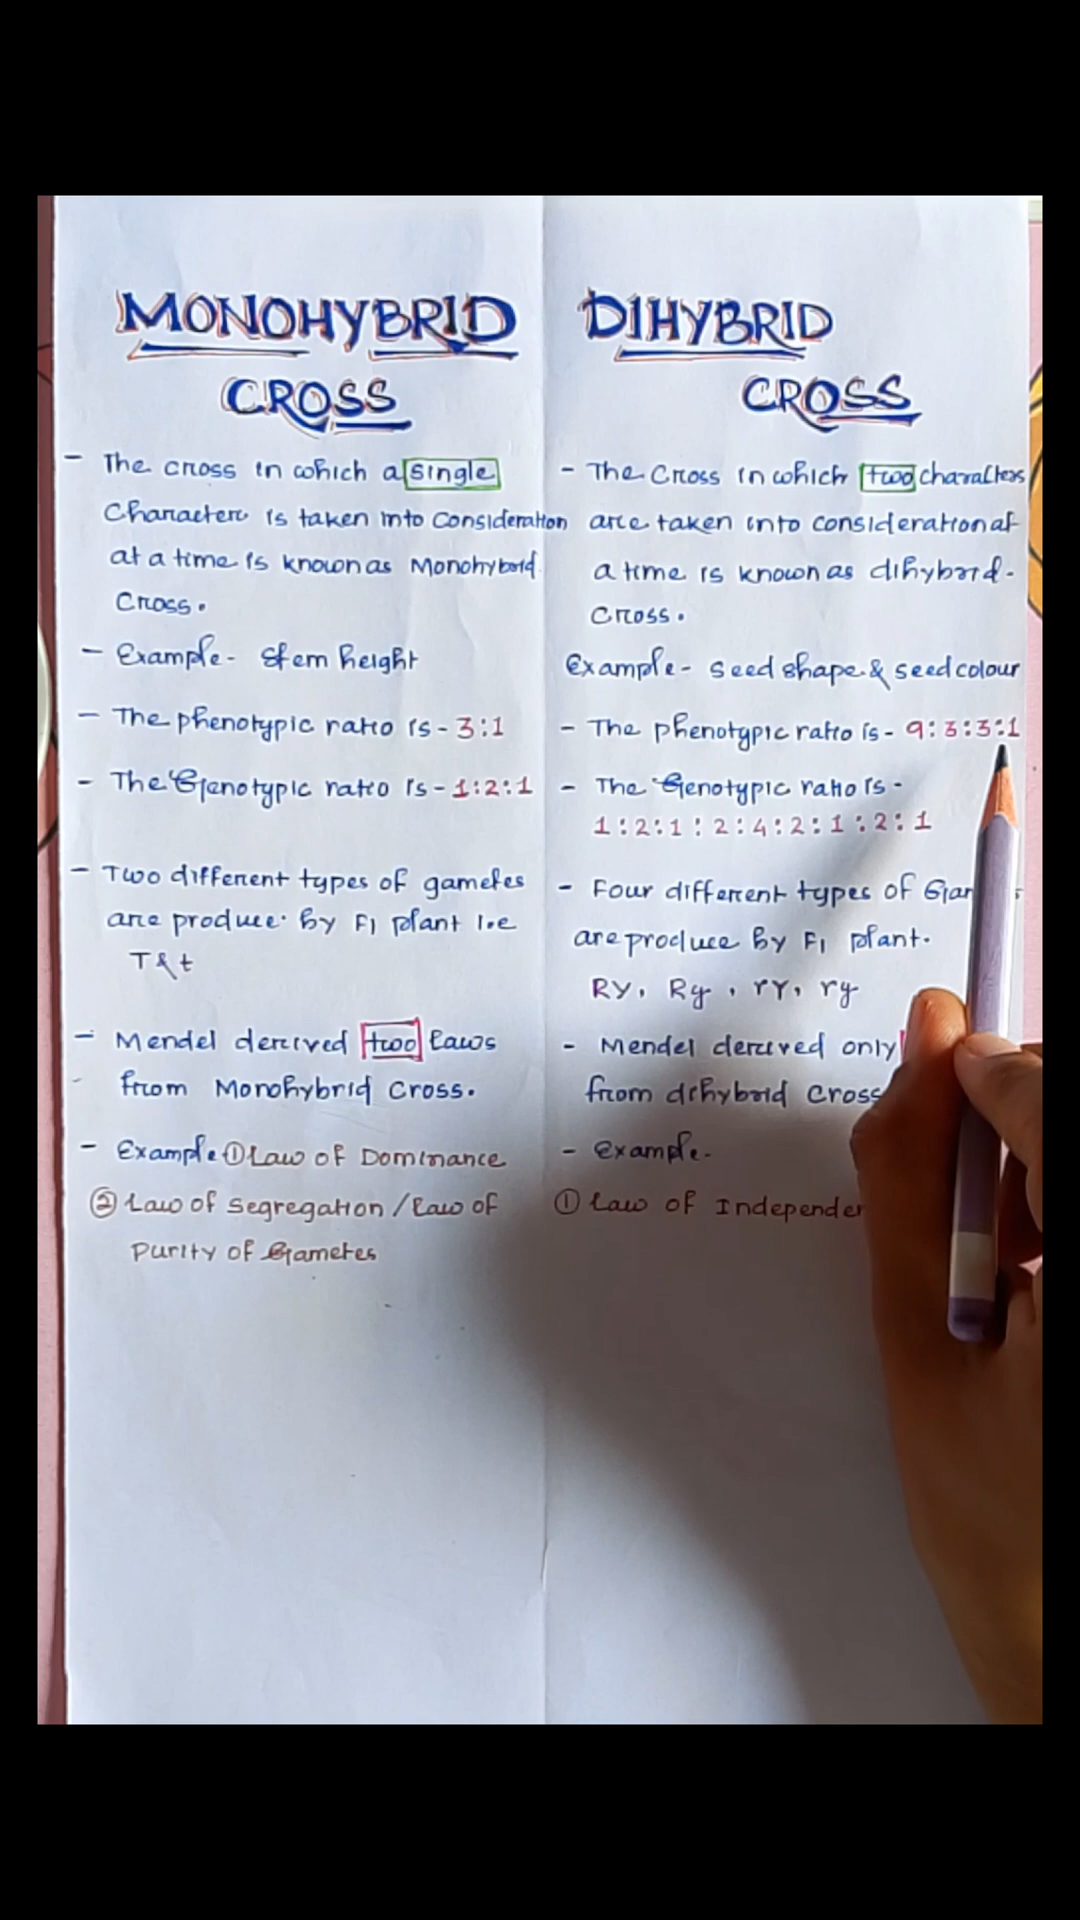 MONOHYBRID
CROSS
- The cross in which a single
Character is taken into Consideration
at a time is known as Monohybrid
Cross.
- Example - Stem height
- The phenotypic ratio is - 3:1
- The Genotypic ratio is - 1:2:1
- Two different types of gametes
are produce by F1 plant i.e
T & t
- Mendel derived two laws
from Monohybrid Cross.
- Example ① Law of Dominance
② Law of Segregation / Law of
Purity of Gametes
DIHYBRID
CROSS
- The Cross in which two characters
are taken into consideration at
a time is known as dihybrid-
Cross.
Example - Seed shape & seed colour
- The phenotypic ratio is - 9:3:3:1
- The Genotypic ratio is -
1:2:1:2:4:2:1:2:1
- Four different types of
are produce by F1 plant.
RY, Ry, rY, ry
- Mendel derived only
from dihybrid Cross
- Example -
① Law of